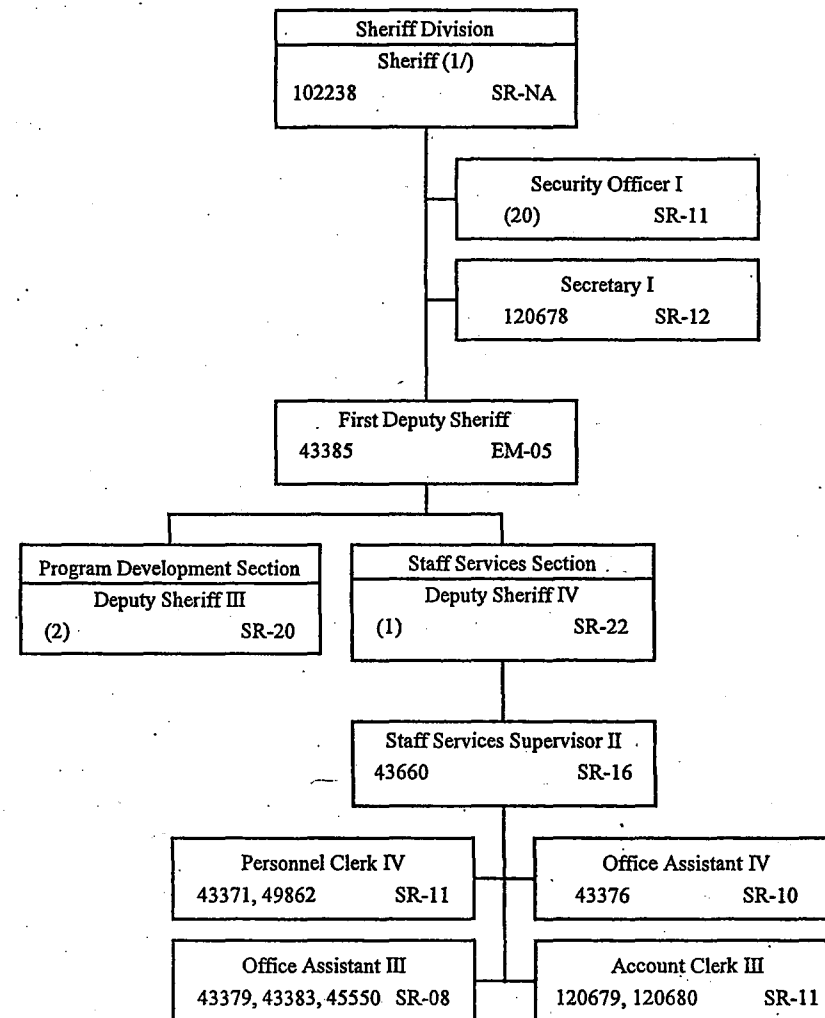 Sheriff Division
Sheriff (1/)
102238 SR-NA
Security Officer I
(20) SR-11
Secretary I
120678 SR-12
First Deputy Sheriff
43385 EM-05
Program Development Section
Deputy Sheriff III
(2) SR-20
Staff Services Section
Deputy Sheriff IV
(1) SR-22
Staff Services Supervisor II
43660 SR-16
Personnel Clerk IV
43371, 49862 SR-11
Office Assistant IV
43376 SR-10
Office Assistant III
43379, 43383, 45550 SR-08
Account Clerk III
120679, 120680 SR-11